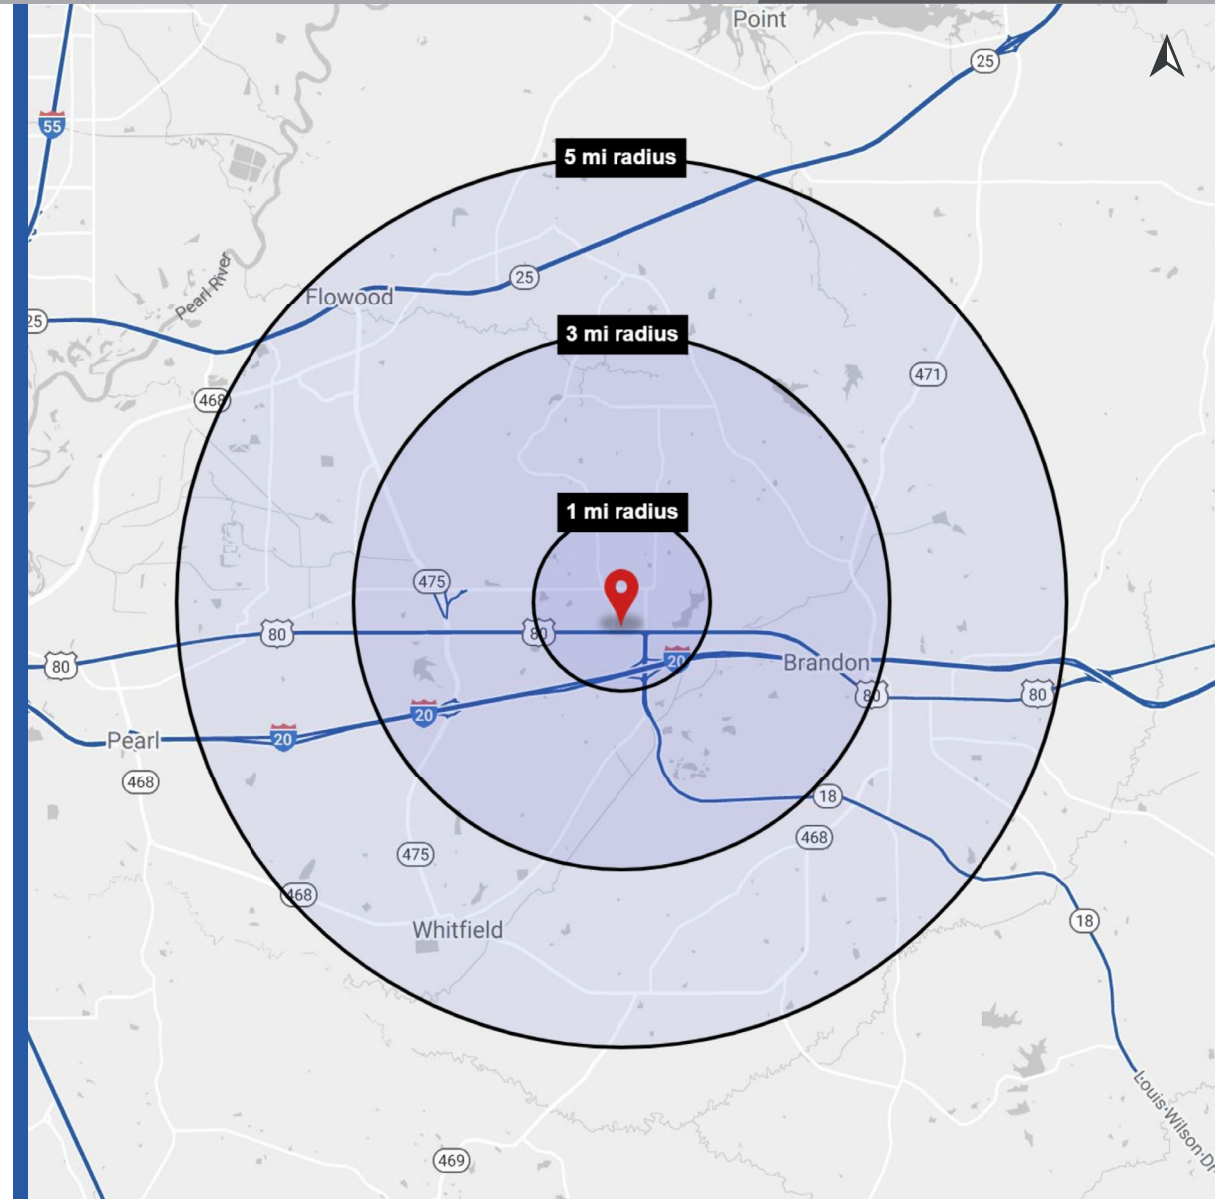 Point
25
55
5 mi radius
Pearl River
25
Flowood
25
3 mi radius
471
468
1 mi radius
475
80
80
80
20
Brandon
80
80
20
20
Pearl
468
18
468
475
468
18
Whitfield
Louis-Wilson-Dr
469